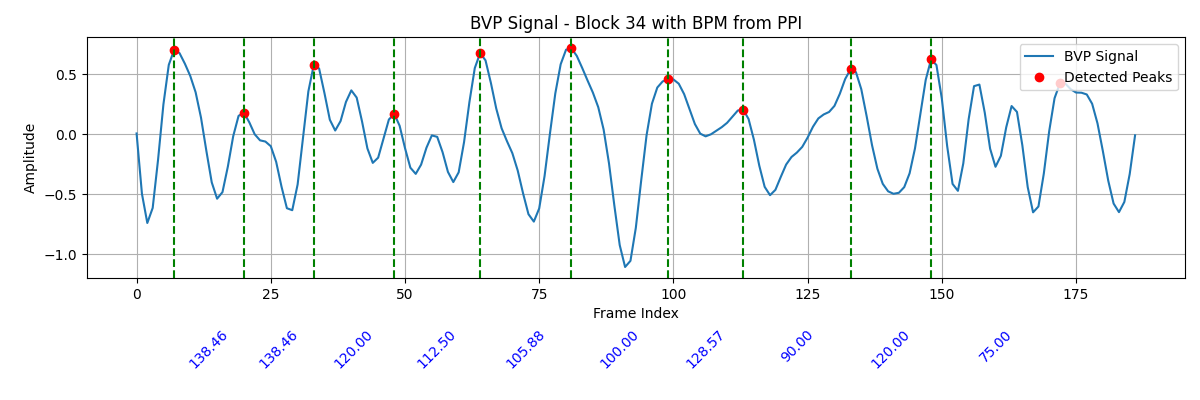 BVP Signal - Block 34 with BPM from PPI
BVP Signal
Detected Peaks
Amplitude
0.5
0.0
−0.5
−1.0
0 25 50 75 100 125 150 175
Frame Index
138.46 138.46 120.00 112.50 105.88 100.00 128.57 90.00 120.00 75.00